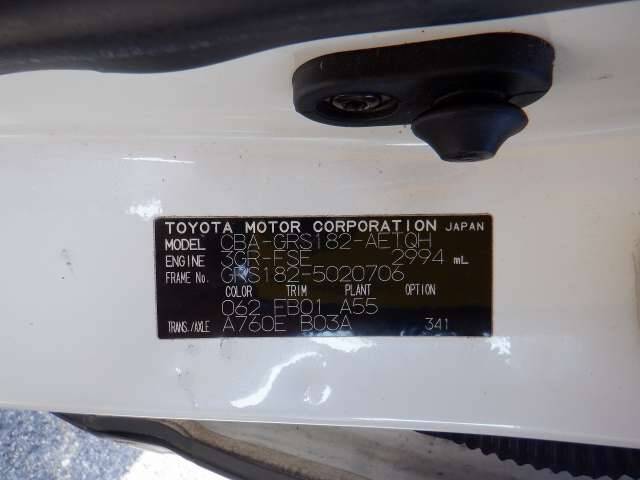 TOYOTA MOTOR CORPORATION JAPAN
MODEL CBA-GRS182-AETQH
ENGINE 3GR-FSE 2994 mL
FRAME No. GRS182-5020706
COLOR TRIM PLANT OPTION
062 FB01 A55
TRANS./AXLE A760E B03A 341